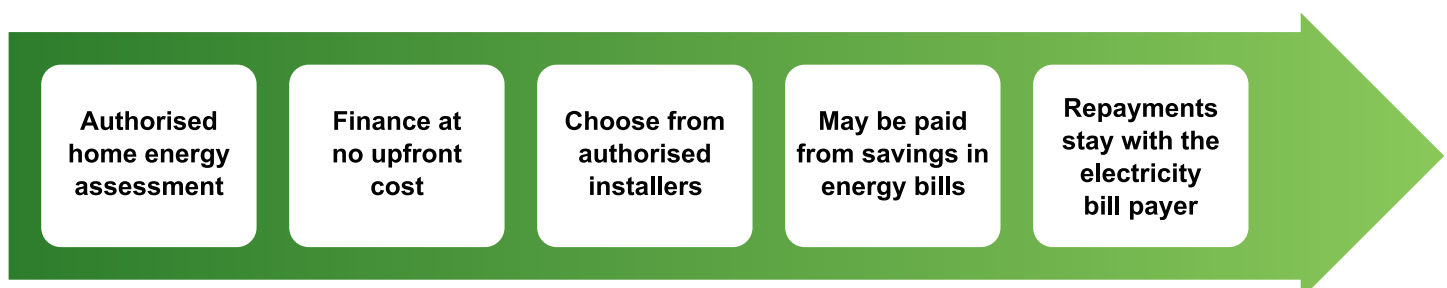 Authorised
home energy
assessment
Finance at
no upfront
cost
Choose from
authorised
installers
May be paid
from savings in
energy bills
Repayments
stay with the
electricity
bill payer